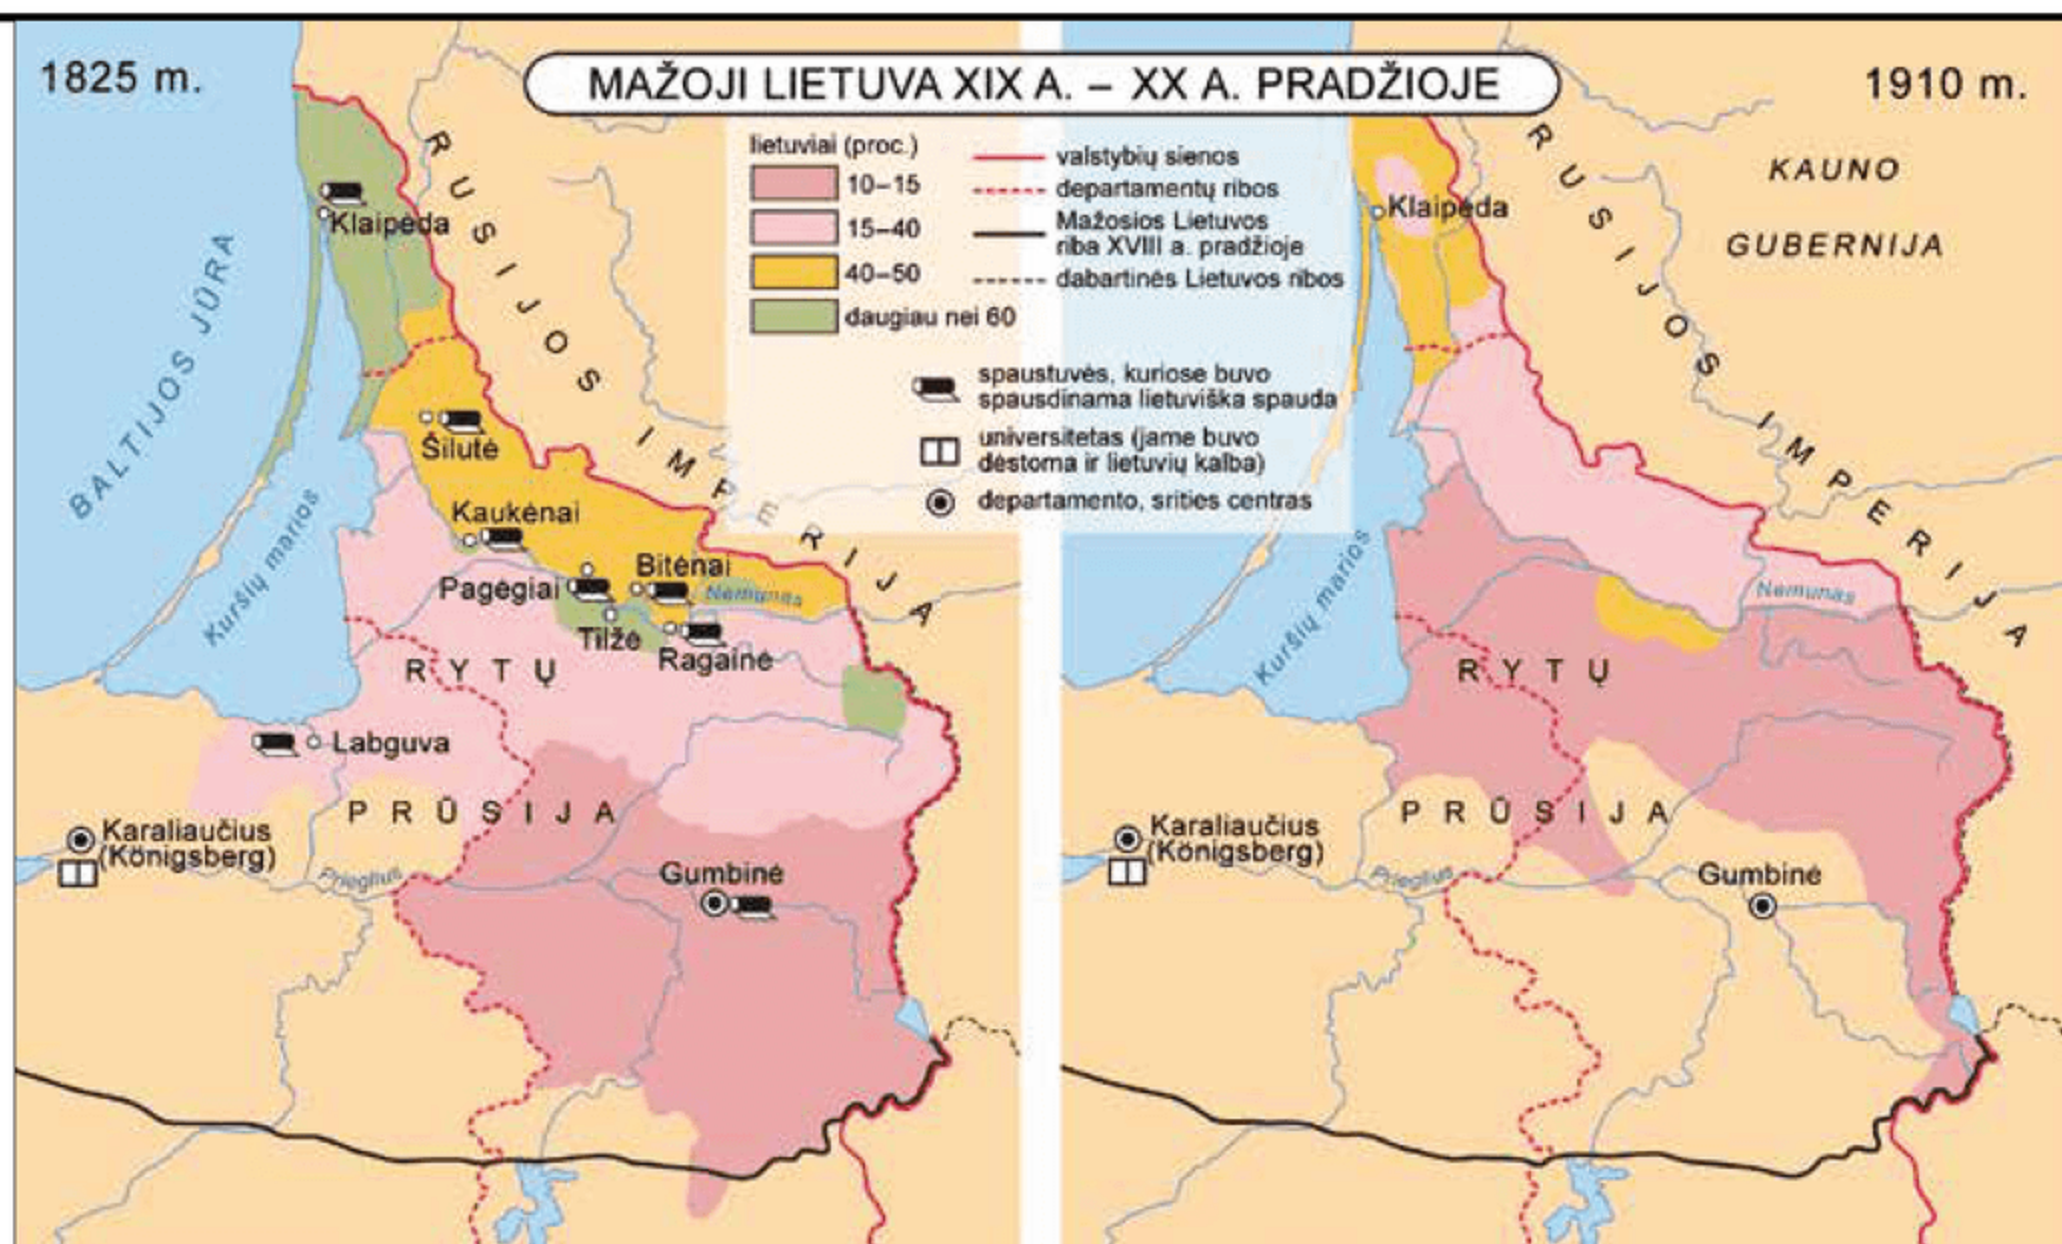 1825 m.
MAŽOJI LIETUVA XIX A. – XX A. PRADŽIOJE
1910 m.
lietuviai (proc.)
10–15
15–40
40–50
daugiau nei 60
valstybių sienos
departamentų ribos
Mažosios Lietuvos
riba XVIII a. pradžioje
dabartinės Lietuvos ribos
spaustuvės, kuriose buvo
spausdinama lietuviška spauda
universitetas (jame buvo
dėstoma ir lietuvių kalba)
departamento, srities centras
BALTIJOS JŪRA
Kuršių marios
RUSIJOS IMPERIJA
Klaipėda
Šilutė
Kaukėnai
Bitėnai
Pagėgiai
Nemunas
Tilžė
Ragainė
RYTŲ
Labguva
PRŪSIJA
Karaliaučius
(Königsberg)
Prieglius
Gumbinė
KAUNO
GUBERNIJA
RUSIJOS IMPERIJA
Klaipėda
Kuršių marios
Nemunas
RYTŲ
PRŪSIJA
Karaliaučius
(Königsberg)
Prieglius
Gumbinė